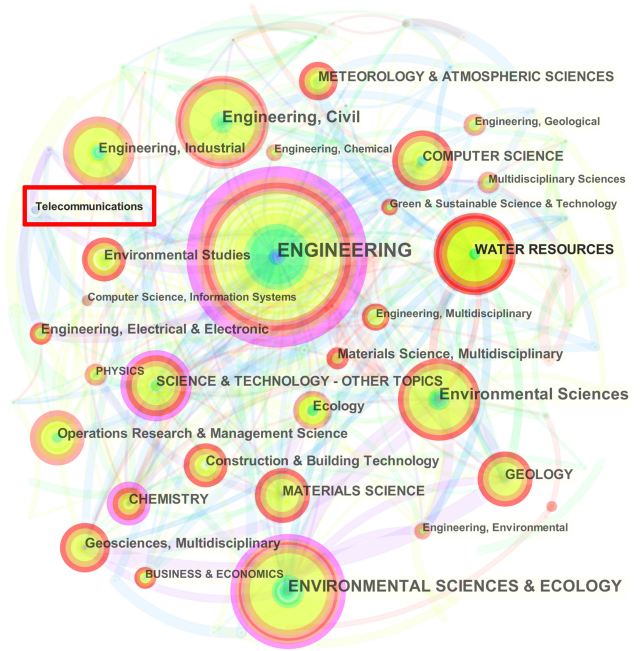 METEOROLOGY & ATMOSPHERIC SCIENCES
Engineering, Civil
Engineering, Geological
Engineering, Industrial
Engineering, Chemical
COMPUTER SCIENCE
Multidisciplinary Sciences
Telecommunications
Green & Sustainable Science & Technology
ENGINEERING
WATER RESOURCES
Environmental Studies
Computer Science, Information Systems
Engineering, Multidisciplinary
Engineering, Electrical & Electronic
Materials Science, Multidisciplinary
PHYSICS
SCIENCE & TECHNOLOGY - OTHER TOPICS
Environmental Sciences
Ecology
Operations Research & Management Science
Construction & Building Technology
GEOLOGY
MATERIALS SCIENCE
CHEMISTRY
Engineering, Environmental
Geosciences, Multidisciplinary
BUSINESS & ECONOMICS
ENVIRONMENTAL SCIENCES & ECOLOGY